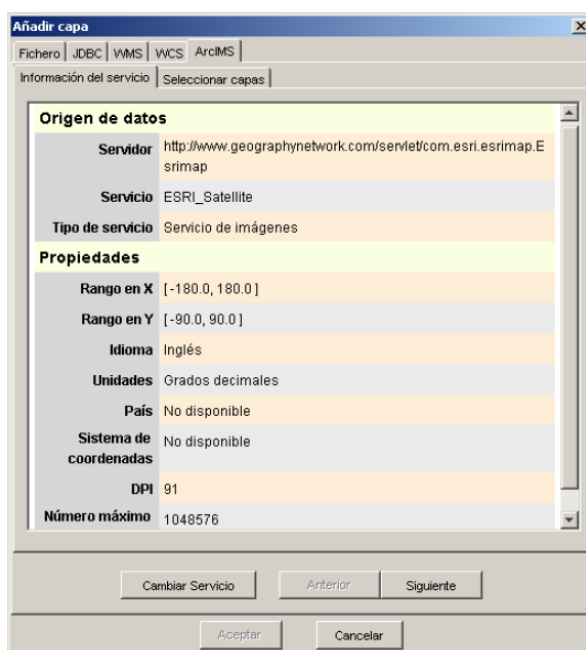 Añadir capa
Fichero JDBC WMS WCS ArcIMS
Información del servicio Seleccionar capas
Origen de datos
Servidor http://www.geographynetwork.com/servlet/com.esri.esrimap.E
srimap
Servicio ESRI_Satellite
Tipo de servicio Servicio de imágenes
Propiedades
Rango en X [ -180.0, 180.0 ]
Rango en Y [ -90.0, 90.0 ]
Idioma Inglés
Unidades Grados decimales
País No disponible
Sistema de No disponible
coordenadas
DPI 91
Número máximo 1048576
Cambiar Servicio Anterior Siguiente
Aceptar Cancelar